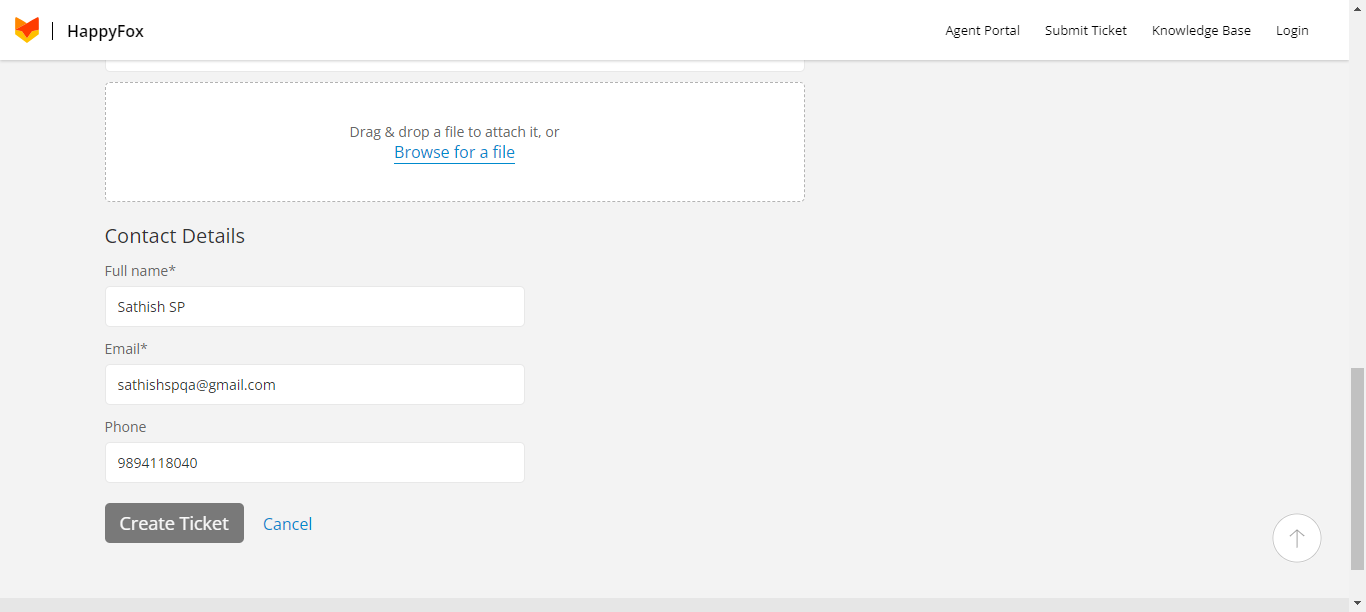 HappyFox
Agent Portal
Submit Ticket
Knowledge Base
Login
Drag & drop a file to attach it, or
Browse for a file
Contact Details
Full name*
Sathish SP
Email*
sathishspqa@gmail.com
Phone
9894118040
Create Ticket
Cancel